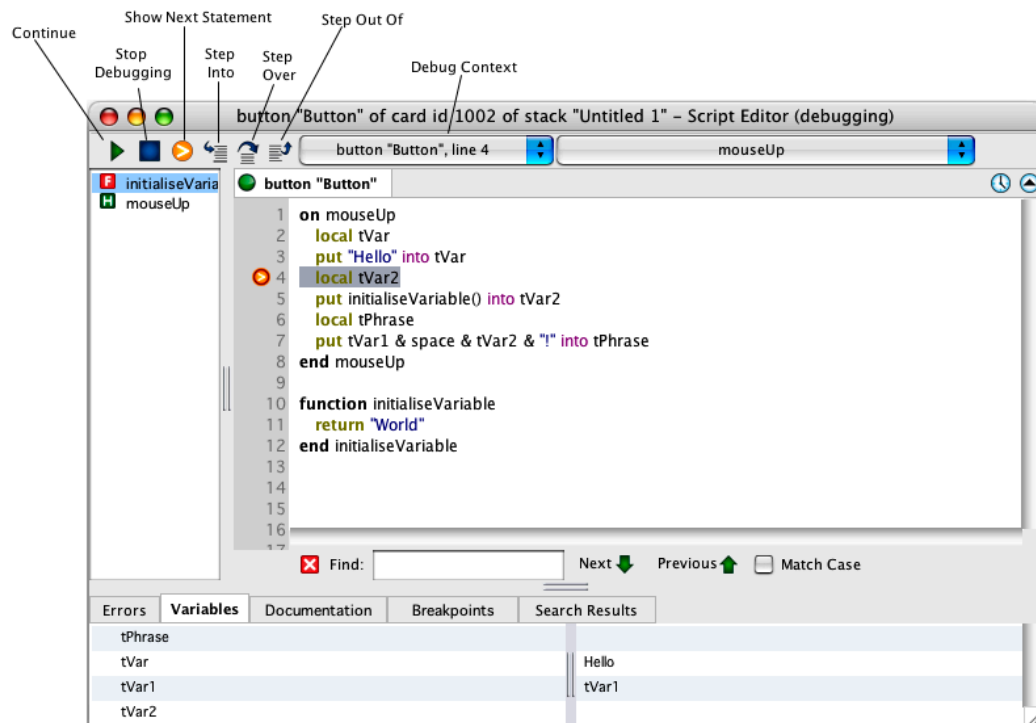 Show Next Statement
Step Out Of
Continue
Stop Debugging
Step Into
Step Over
Debug Context
button "Button" of card id 1002 of stack "Untitled 1" – Script Editor (debugging)
button "Button", line 4
mouseUp
F initialiseVaria
H mouseUp
button "Button"
1 on mouseUp
2 local tVar
3 put "Hello" into tVar
4 local tVar2
5 put initialiseVariable() into tVar2
6 local tPhrase
7 put tVar1 & space & tVar2 & "!" into tPhrase
8 end mouseUp
9
10 function initialiseVariable
11 return "World"
12 end initialiseVariable
13
14
15
16
17
Find: Next Previous Match Case
Errors Variables Documentation Breakpoints Search Results
tPhrase
tVar Hello
tVar1 tVar1
tVar2